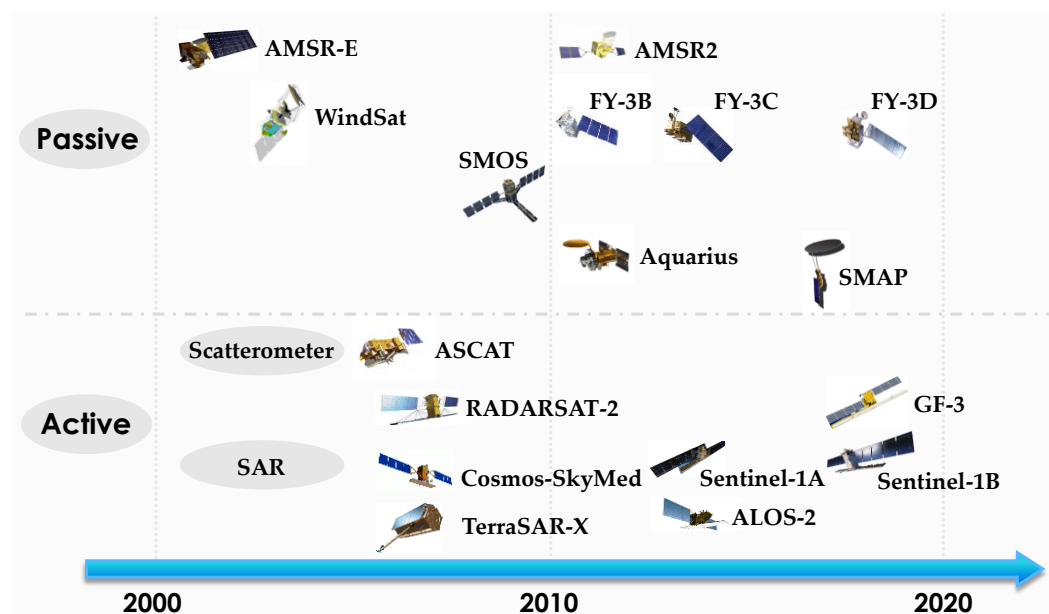 AMSR-E
AMSR2
WindSat
FY-3B
FY-3C
FY-3D
Passive
SMOS
Aquarius
SMAP
Scatterometer
ASCAT
RADARSAT-2
GF-3
Active
SAR
Cosmos-SkyMed
Sentinel-1A
Sentinel-1B
TerraSAR-X
ALOS-2
2000
2010
2020